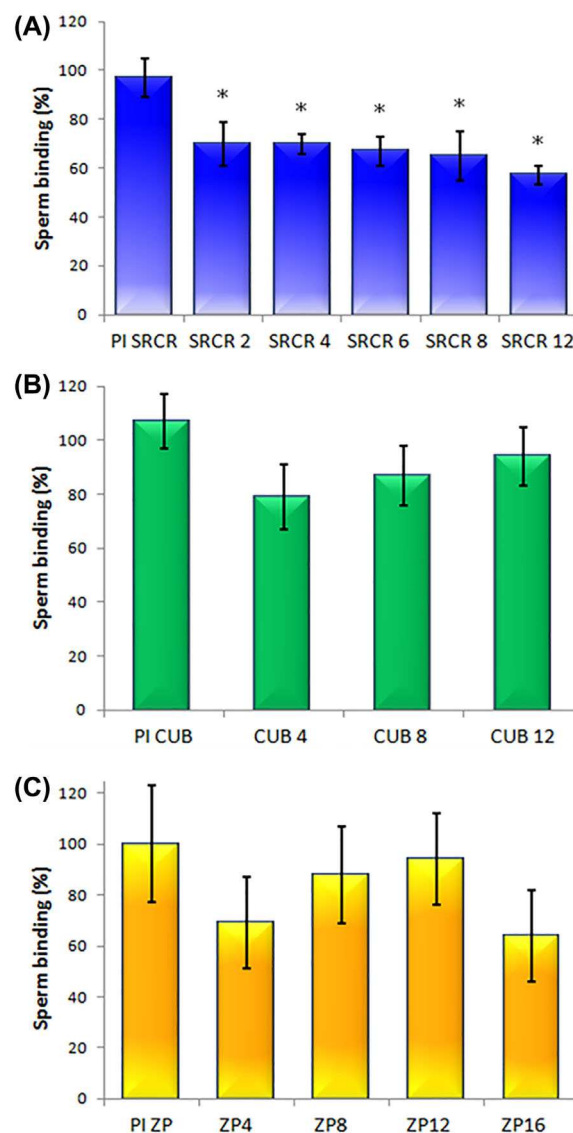 (A)
120
100
80
60
40
20
0
Sperm binding (%)
* * * * *
PI SRCR SRCR 2 SRCR 4 SRCR 6 SRCR 8 SRCR 12
(B)
120
100
80
60
40
20
0
Sperm binding (%)
PI CUB CUB 4 CUB 8 CUB 12
(C)
120
100
80
60
40
20
0
Sperm binding (%)
PI ZP ZP4 ZP8 ZP12 ZP16